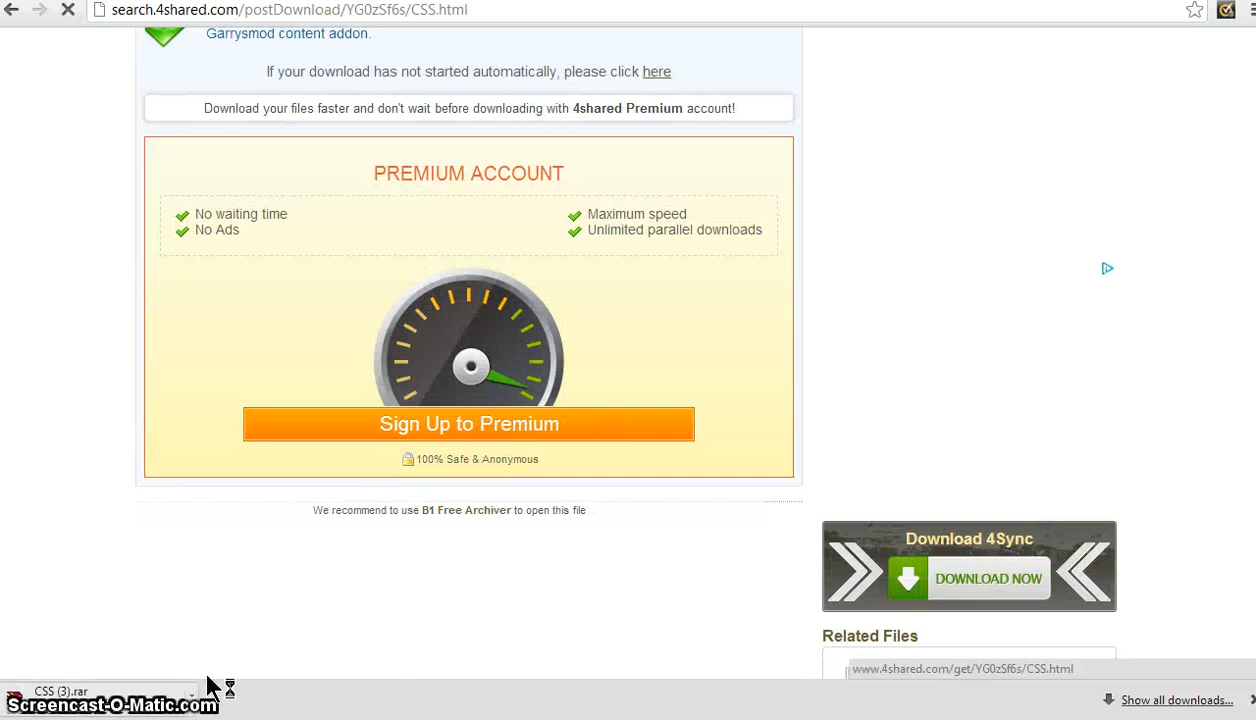 search.4shared.com/postDownload/YG0zSf6s/CSS.html
Garrysmod content addon.
If your download has not started automatically, please click here
Download your files faster and don't wait before downloading with 4shared Premium account!
PREMIUM ACCOUNT
No waiting time
Maximum speed
No Ads
Unlimited parallel downloads
Sign Up to Premium
100% Safe & Anonymous
We recommend to use B1 Free Archiver to open this file
Download 4Sync
DOWNLOAD NOW
Related Files
www.4shared.com/get/YG0zSf6s/CSS.html
CSS (3).rar
Show all downloads...
Screencast-O-Matic.com